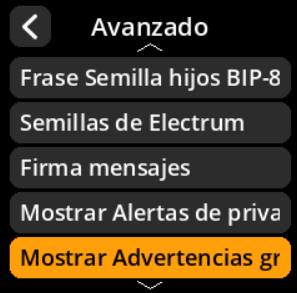 Avanzado
Frase Semilla hijos BIP-8
Semillas de Electrum
Firma mensajes
Mostrar Alertas de priva
Mostrar Advertencias gr